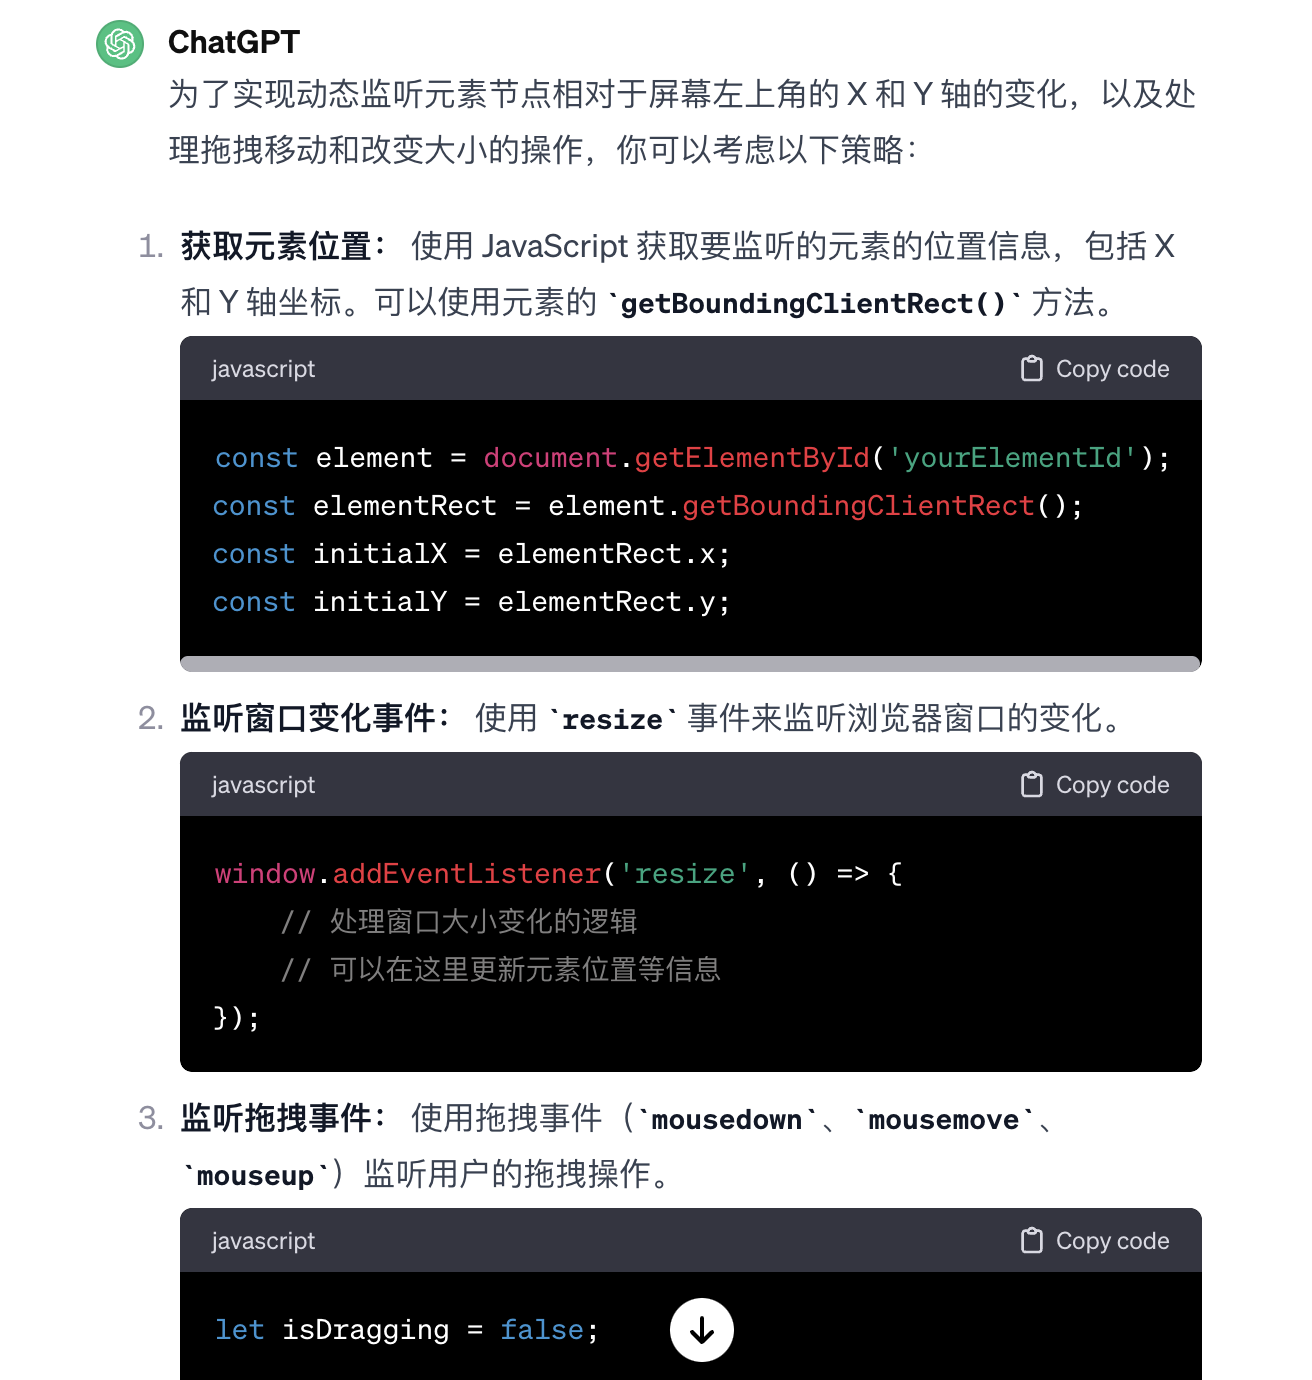 ChatGPT
为了实现动态监听元素节点相对于屏幕左上角的 X 和 Y 轴的变化，以及处
理拖拽移动和改变大小的操作，你可以考虑以下策略：
1. 获取元素位置： 使用 JavaScript 获取要监听的元素的位置信息，包括 X
和 Y 轴坐标。可以使用元素的 `getBoundingClientRect()` 方法。
javascript Copy code
const element = document.getElementById('yourElementId');
const elementRect = element.getBoundingClientRect();
const initialX = elementRect.x;
const initialY = elementRect.y;
2. 监听窗口变化事件： 使用 `resize` 事件来监听浏览器窗口的变化。
javascript Copy code
window.addEventListener('resize', () => {
    // 处理窗口大小变化的逻辑
    // 可以在这里更新元素位置等信息
});
3. 监听拖拽事件： 使用拖拽事件（`mousedown`、`mousemove`、
`mouseup`）监听用户的拖拽操作。
javascript Copy code
let isDragging = false;